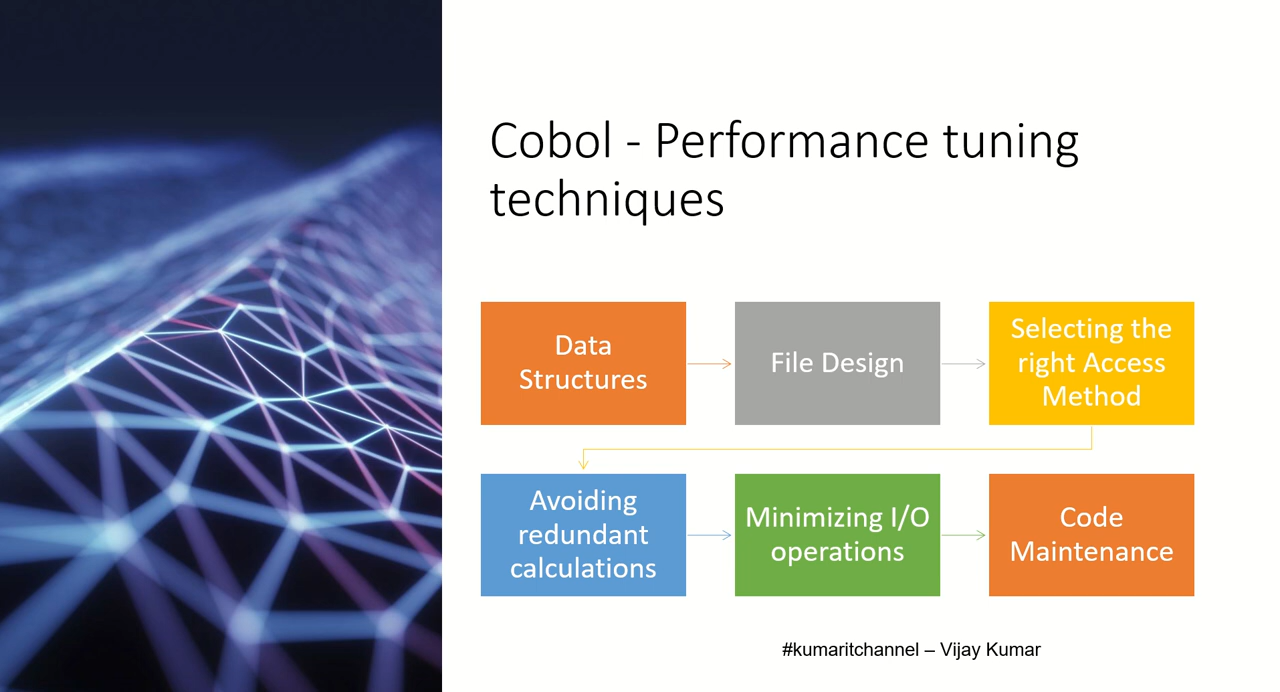 Cobol - Performance tuning
techniques
Data
Structures
File Design
Selecting the
right Access
Method
Avoiding
redundant
calculations
Minimizing I/O
operations
Code
Maintenance
#kumaritchannel – Vijay Kumar